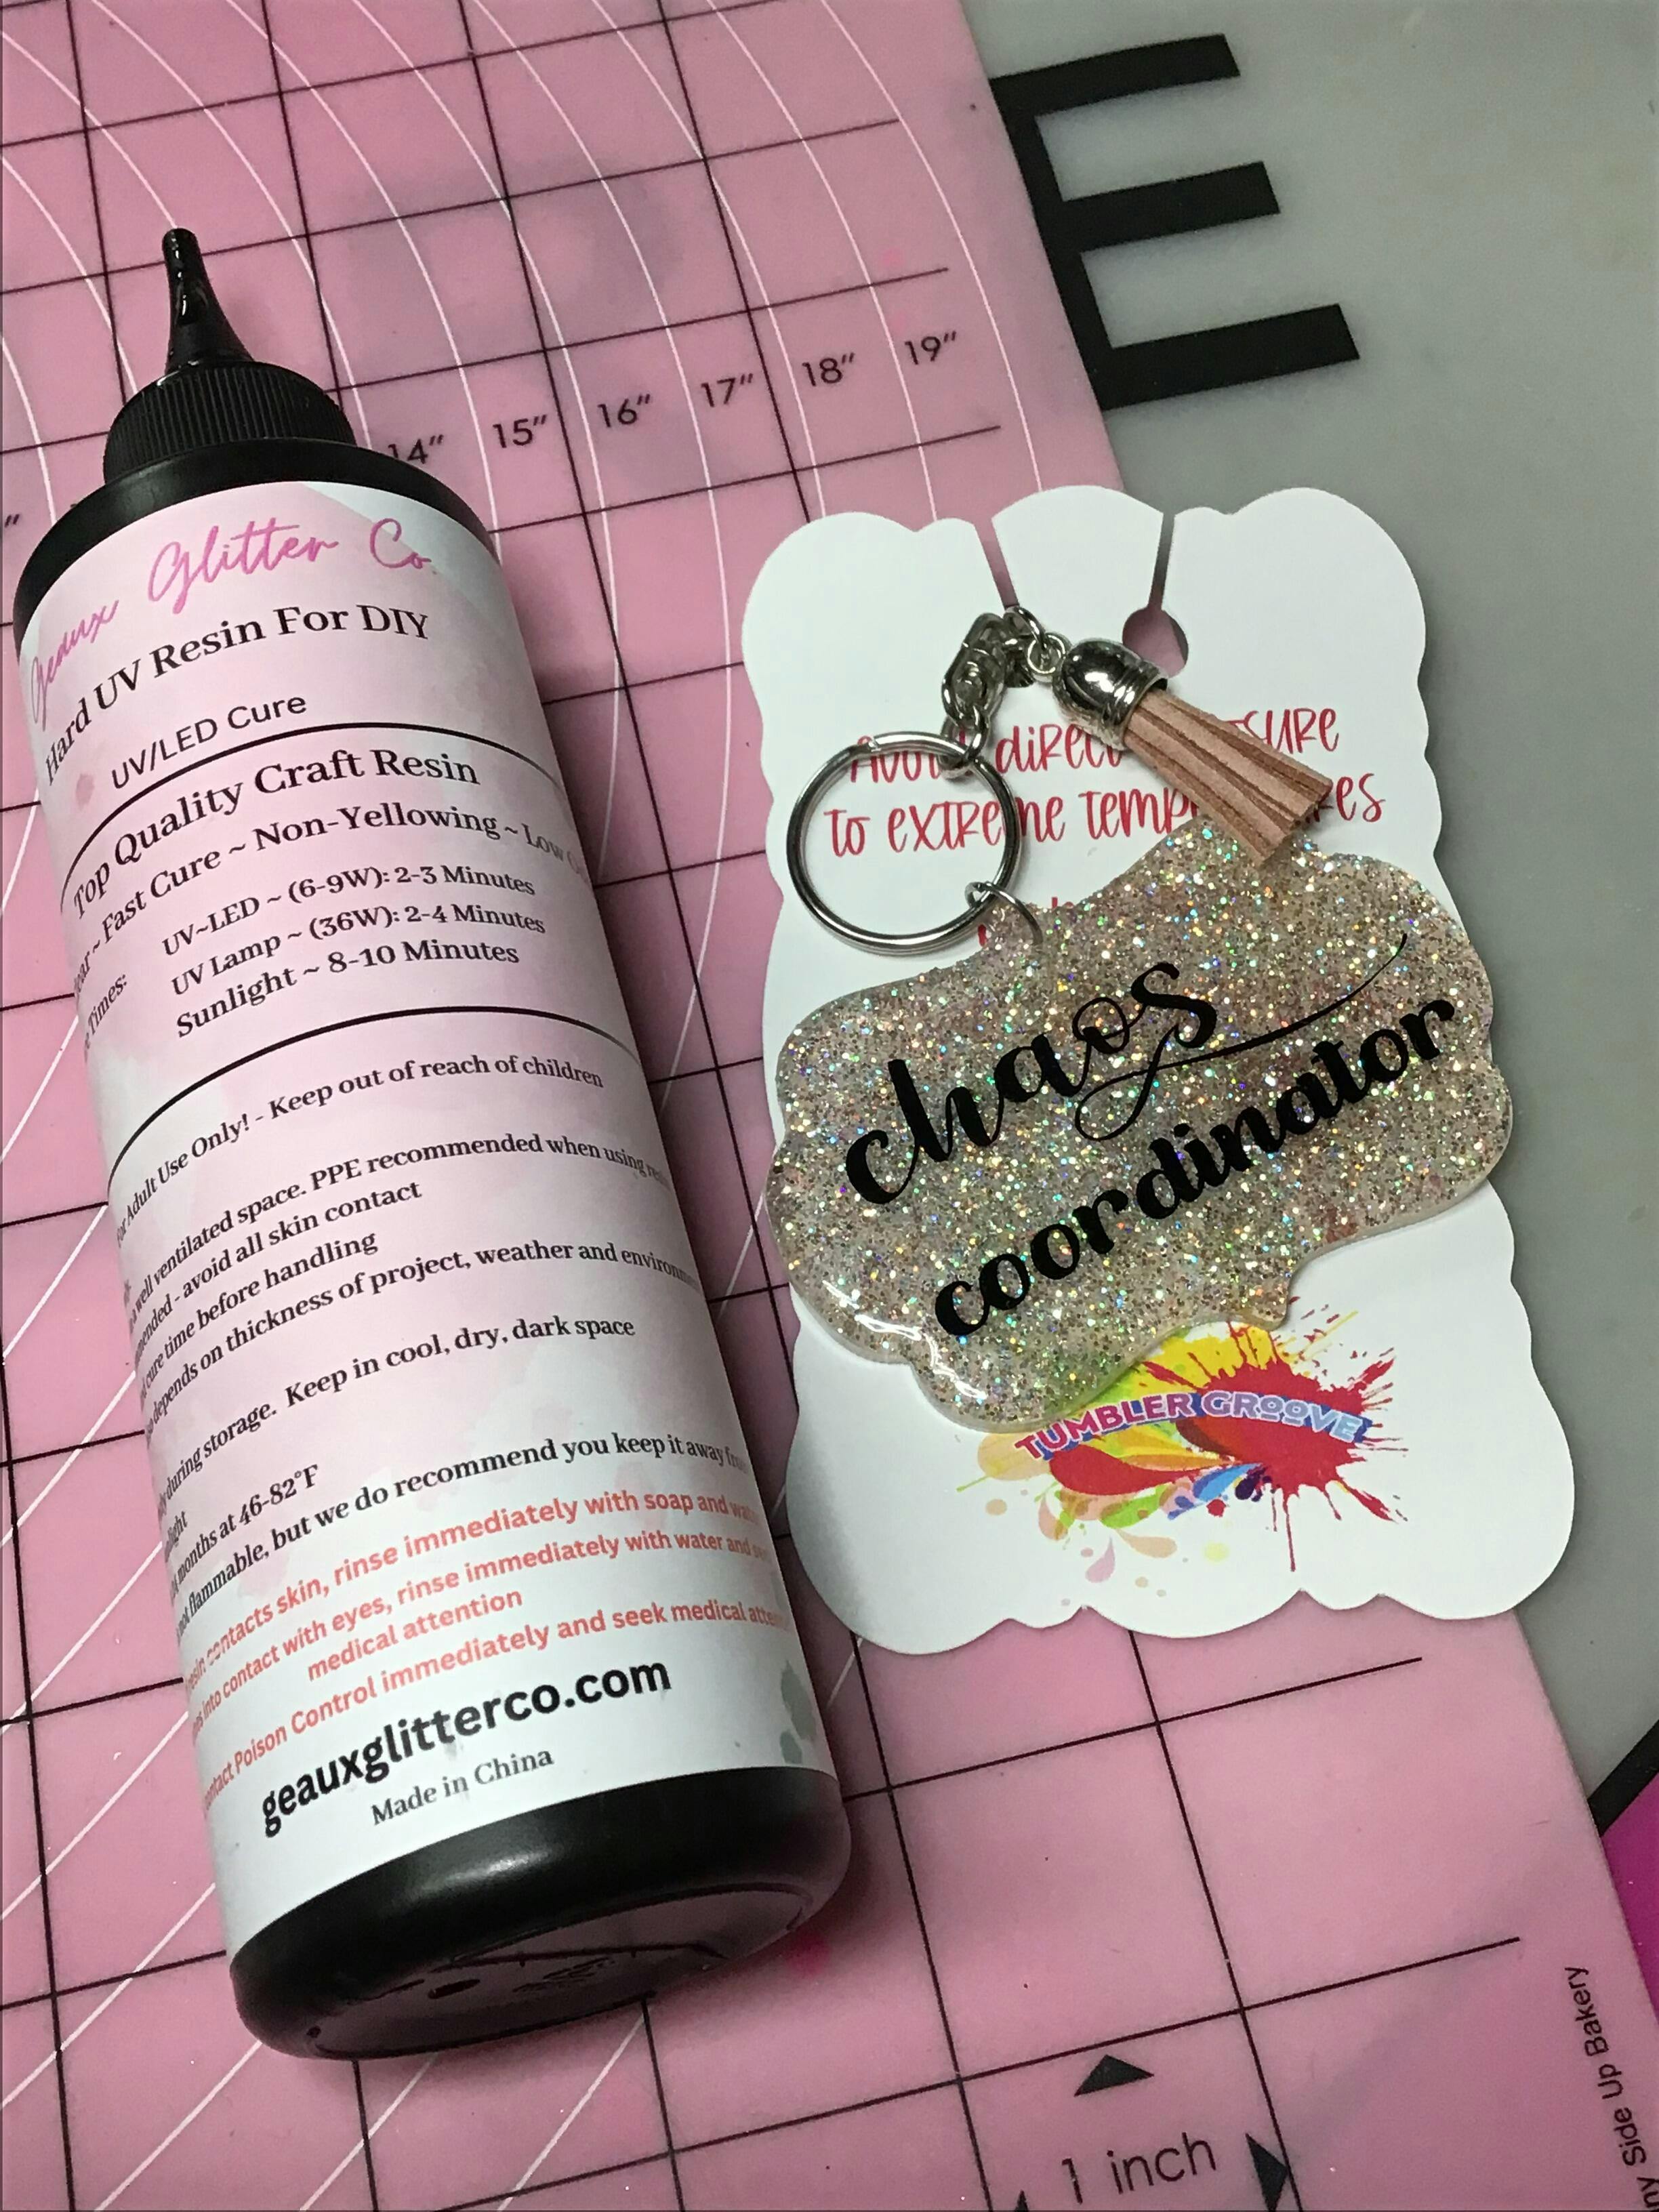 14" 15" 16" 17" 18" 19"
E
Geaux Glitter Co.
Hard UV Resin For DIY
UV/LED Cure
Top Quality Craft Resin
~ Fast Cure ~ Non-Yellowing ~ Low
Times:
UV~LED ~ (6-9W): 2-3 Minutes
UV Lamp ~ (36W): 2-4 Minutes
Sunlight ~ 8-10 Minutes
For Adult Use Only! - Keep out of reach of children
well ventilated space. PPE recommended when using
- avoid all skin contact
cure time before handling
depends on thickness of project, weather and
during storage. Keep in cool, dry, dark space
months at 46-82°F
not flammable, but we do recommend you keep it away
resin contacts skin, rinse immediately with soap and
into contact with eyes, rinse immediately with water and
medical attention
Contact Poison Control immediately and seek medical
geauxglitterco.com
Made in China
direct
to extreme
chaos
coordinator
TUMBLER GROOVE
1 inch
Side Up Bakery